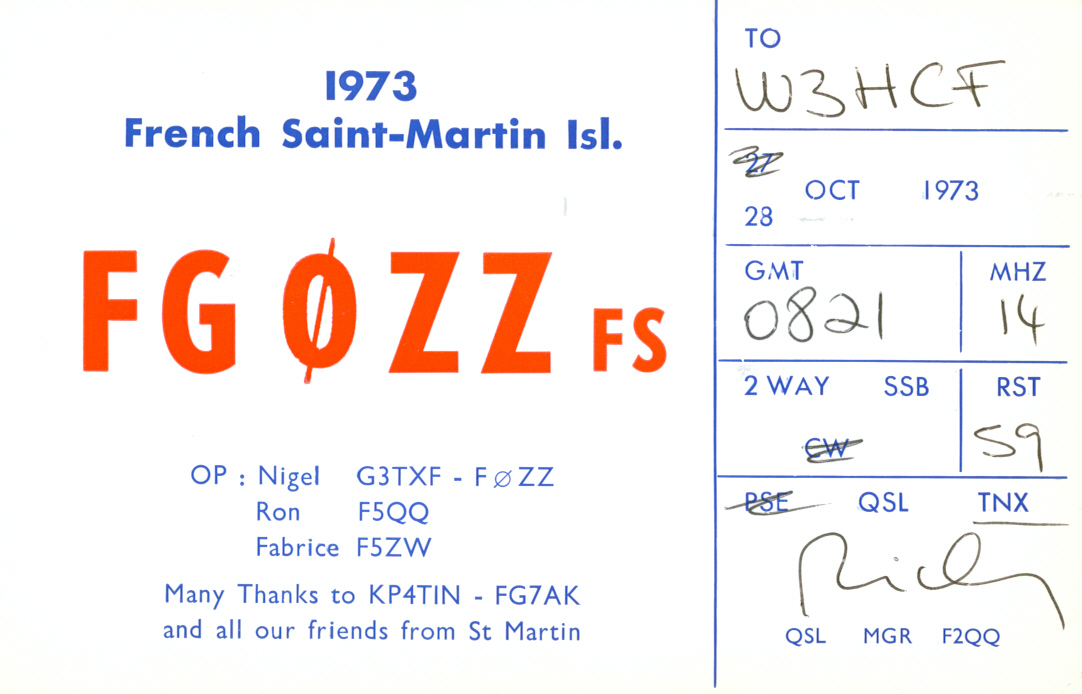 1973
French Saint-Martin Isl.
FGØZZ FS
OP : Nigel G3TXF - FØZZ
Ron F5QQ
Fabrice F5ZW
Many Thanks to KP4TIN - FG7AK
and all our friends from St Martin
TO
W3HCF
27
OCT 1973
28
GMT MHZ
0821 14
2 WAY SSB RST
CW 59
PSE QSL TNX
QSL MGR F2QQ